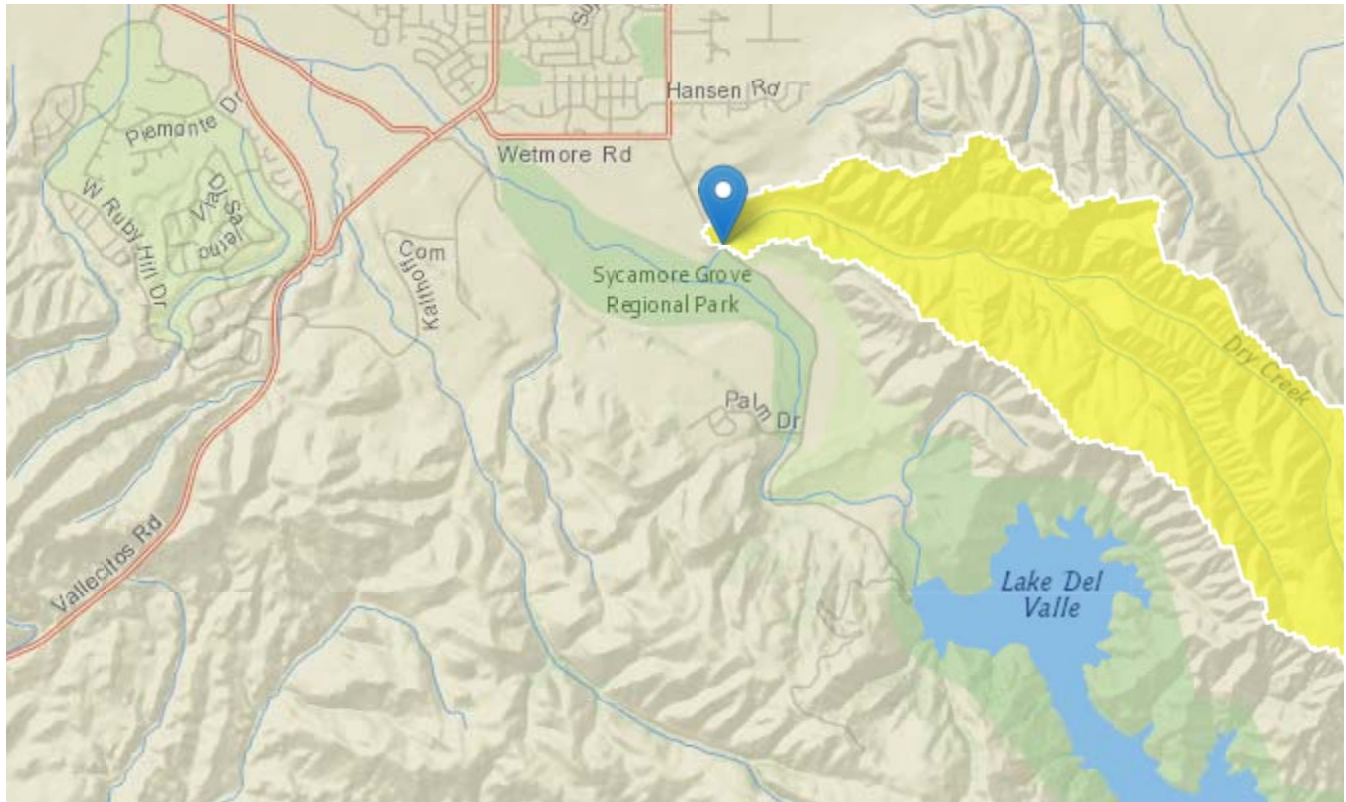 Hansen Rd
Piemonte Dr
Wetmore Rd
W Ruby Hill Dr
Via Di Salerno
Kalthoff Com
Sycamore Grove
Regional Park
Dry Creek
Palm Dr
Vallecitos Rd
Lake Del
Valle